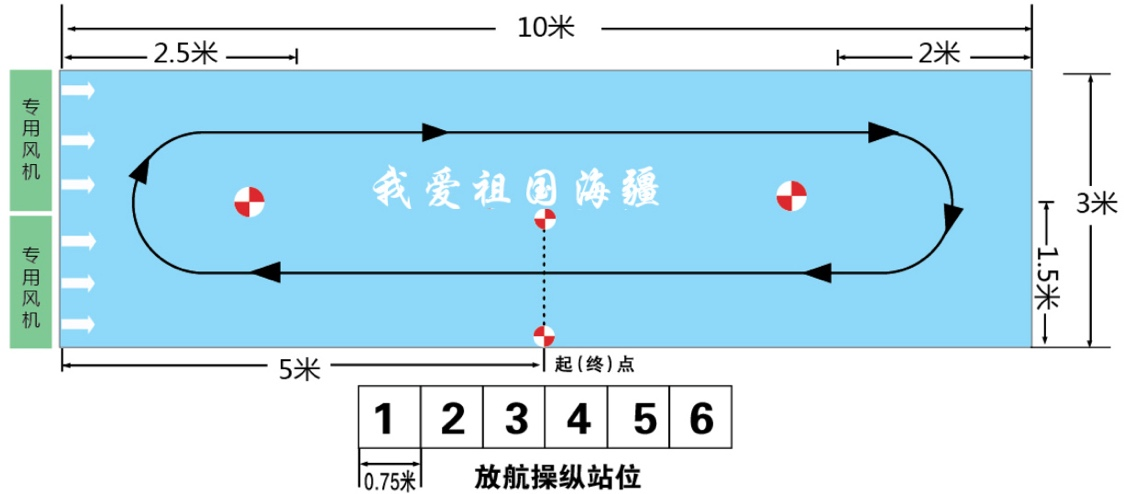 10米
2.5米
2米
专用风机
我爱祖国海疆
3米
专用风机
1.5米
5米
起(终)点
1 2 3 4 5 6
0.75米
放航操纵站位